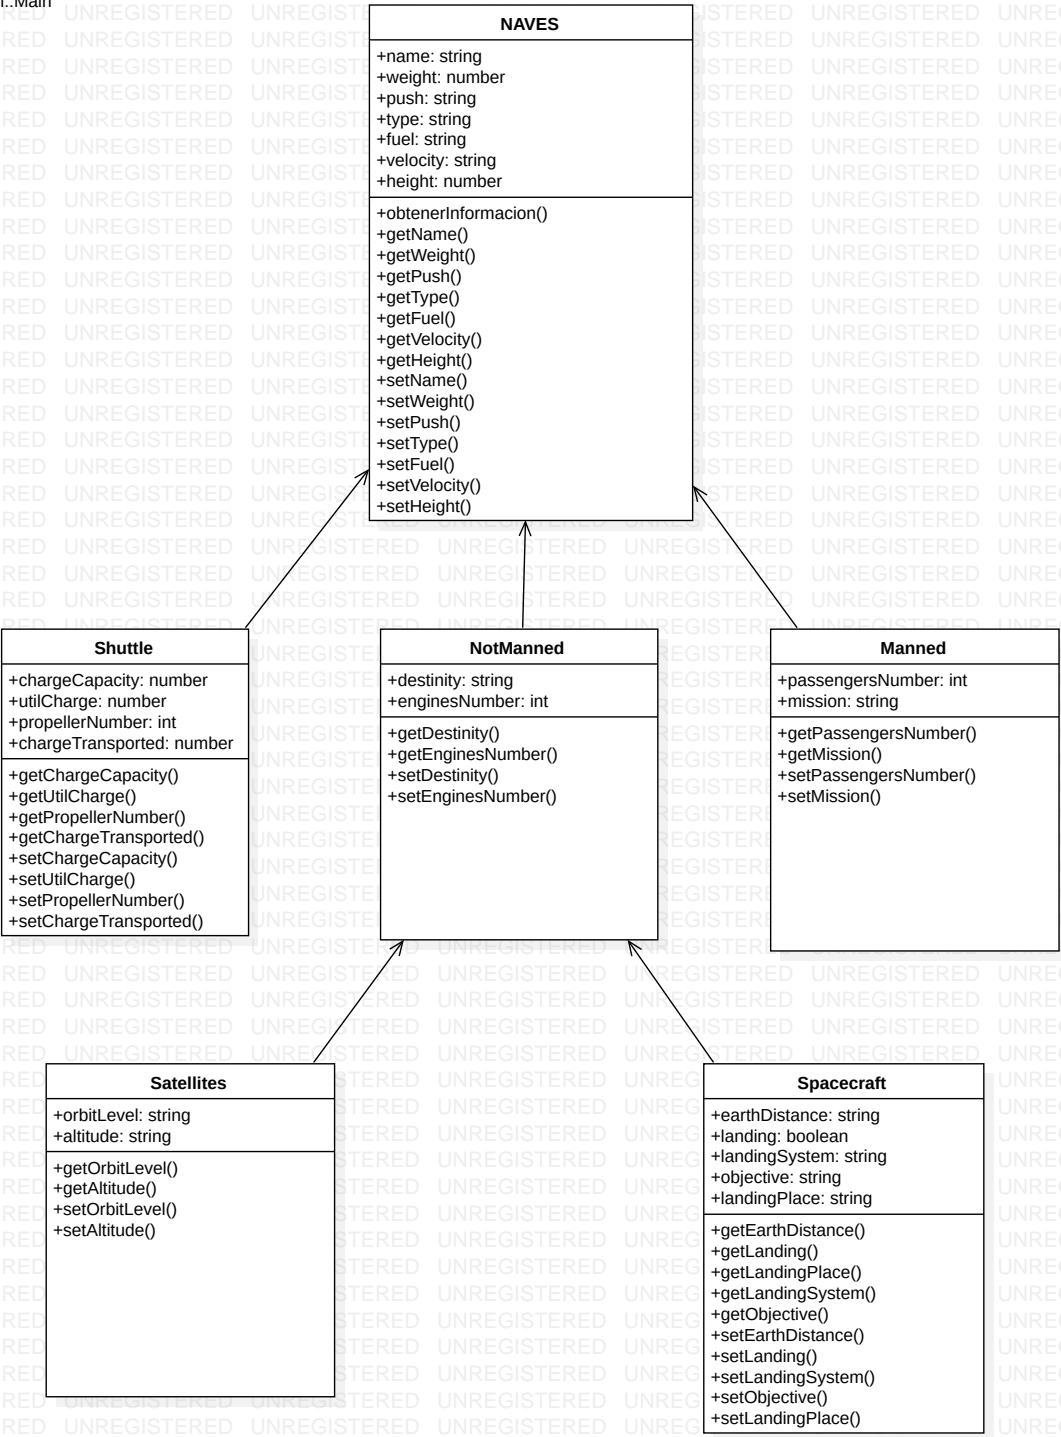 NAVES
+name: string
+weight: number
+push: string
+type: string
+fuel: string
+velocity: string
+height: number
+obtenerInformacion()
+getName()
+getWeight()
+getPush()
+getType()
+getFuel()
+getVelocity()
+getHeight()
+setName()
+setWeight()
+setPush()
+setType()
+setFuel()
+setVelocity()
+setHeight()
Shuttle
+chargeCapacity: number
+utilCharge: number
+propellerNumber: int
+chargeTransported: number
+getChargeCapacity()
+getUtilCharge()
+getPropellerNumber()
+getChargeTransported()
+setChargeCapacity()
+setUtilCharge()
+setPropellerNumber()
+setChargeTransported()
NotManned
+destinity: string
+enginesNumber: int
+getDestinity()
+getEnginesNumber()
+setDestinity()
+setEnginesNumber()
Manned
+passengersNumber: int
+mission: string
+getPassengersNumber()
+getMission()
+setPassengersNumber()
+setMission()
Satellites
+orbitLevel: string
+altitude: string
+getOrbitLevel()
+getAltitude()
+setOrbitLevel()
+setAltitude()
Spacecraft
+earthDistance: string
+landing: boolean
+landingSystem: string
+objective: string
+landingPlace: string
+getEarthDistance()
+getLanding()
+getLandingPlace()
+getLandingSystem()
+getObjective()
+setEarthDistance()
+setLanding()
+setLandingSystem()
+setObjective()
+setLandingPlace()